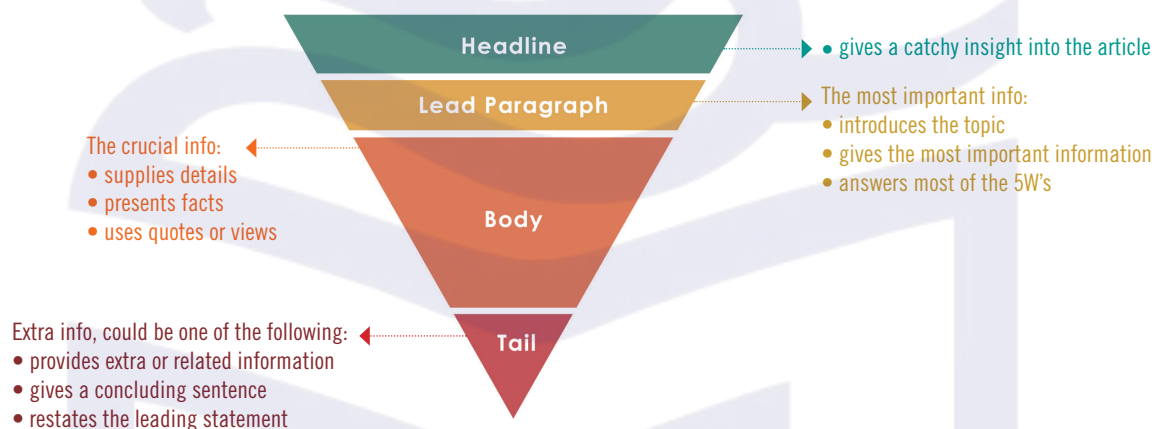 Headline
• gives a catchy insight into the article
Lead Paragraph
The most important info:
• introduces the topic
• gives the most important information
• answers most of the 5W's
The crucial info:
• supplies details
• presents facts
• uses quotes or views
Body
Extra info, could be one of the following:
• provides extra or related information
• gives a concluding sentence
• restates the leading statement
Tail